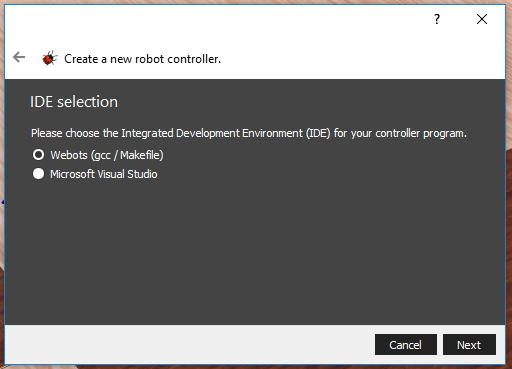 ?
Create a new robot controller.
IDE selection
Please choose the Integrated Development Environment (IDE) for your controller program.
Webots (gcc / Makefile)
Microsoft Visual Studio
Cancel Next